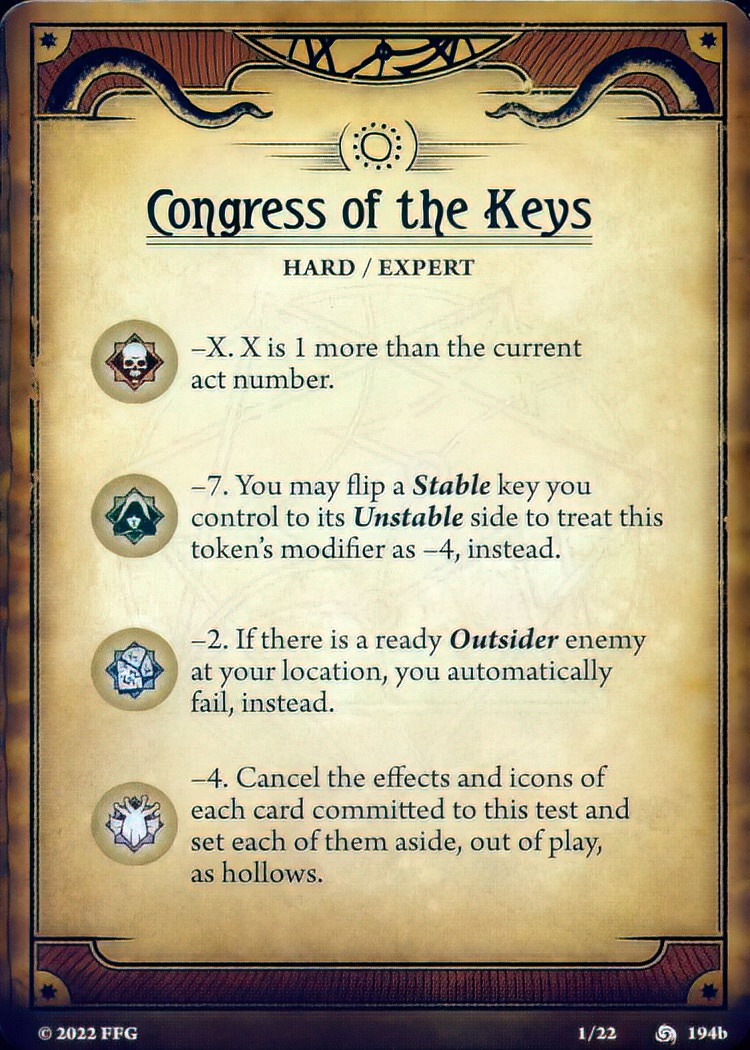 Congress of the Keys
HARD / EXPERT
–X. X is 1 more than the current
act number.
–7. You may flip a Stable key you
control to its Unstable side to treat this
token's modifier as –4, instead.
–2. If there is a ready Outsider enemy
at your location, you automatically
fail, instead.
–4. Cancel the effects and icons of
each card committed to this test and
set each of them aside, out of play,
as hollows.
© 2022 FFG
1/22
194b